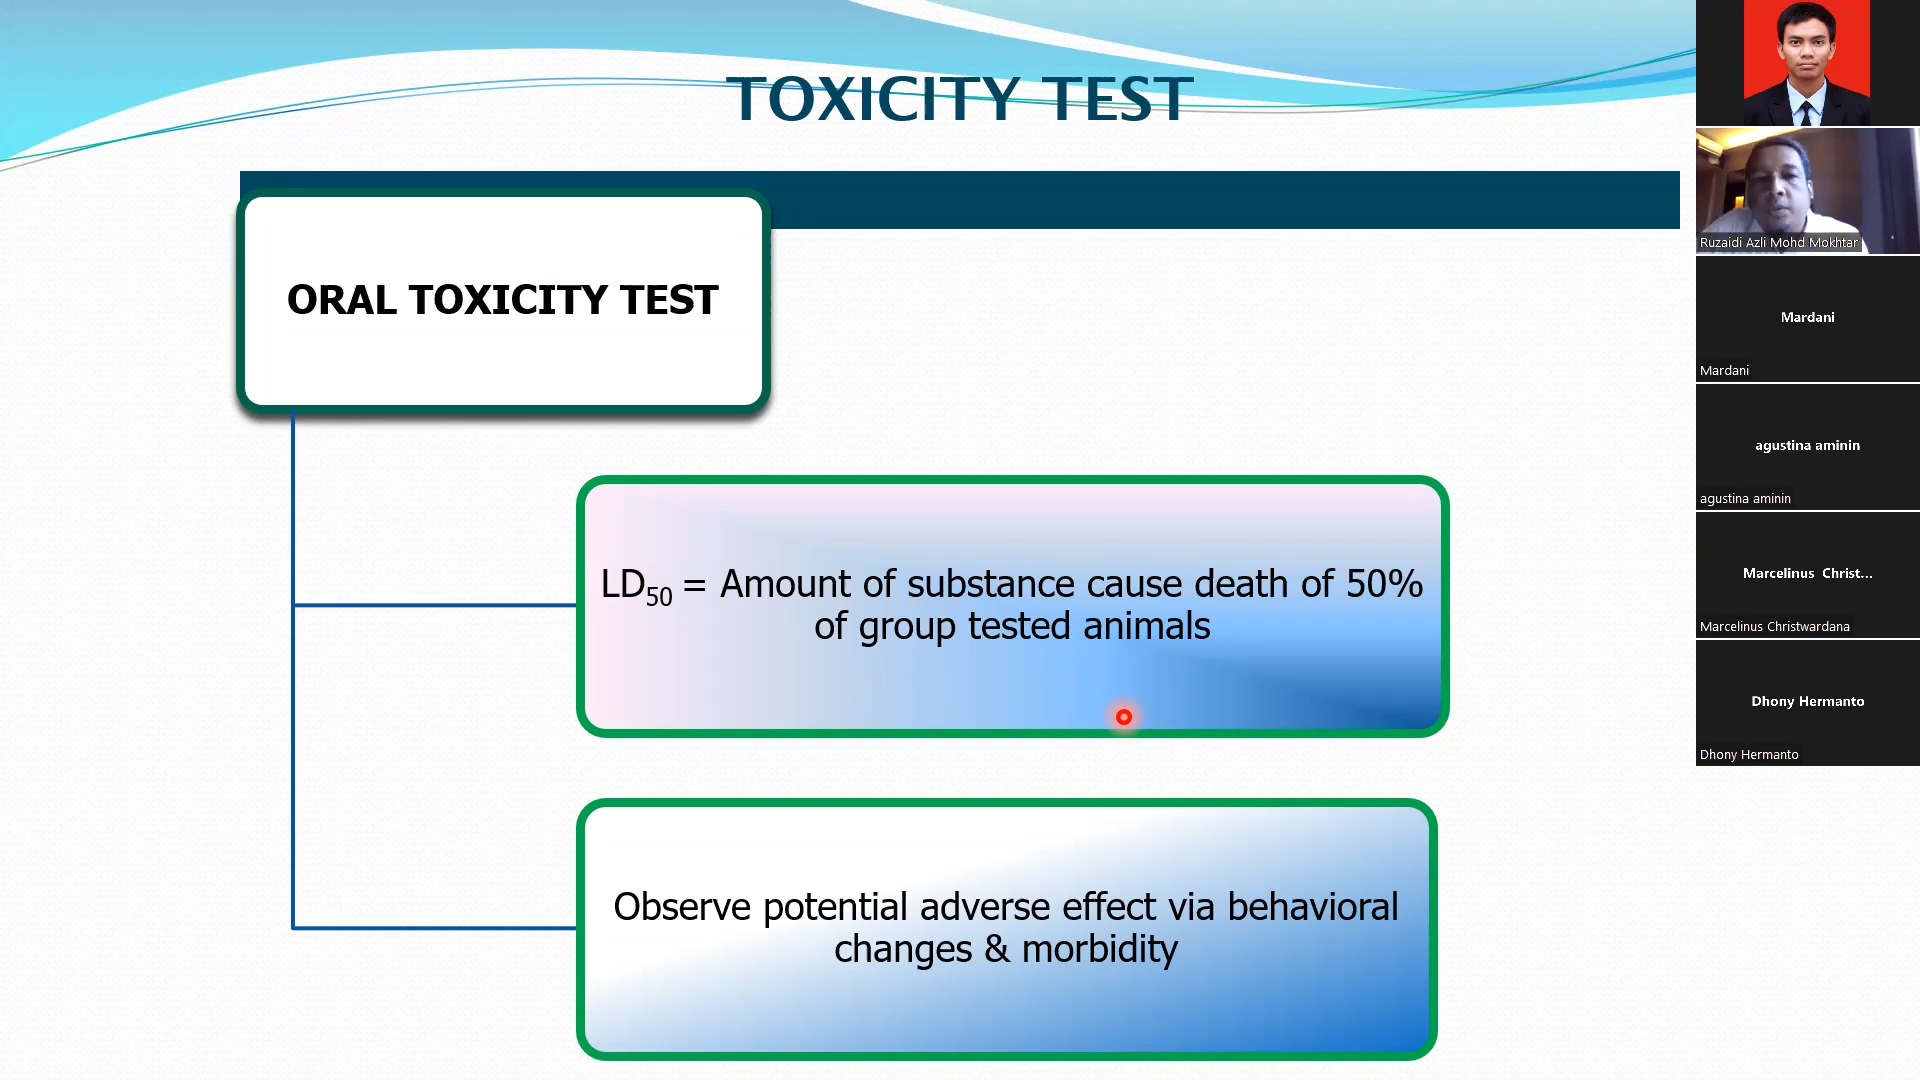 TOXICITY TEST
ORAL TOXICITY TEST
LD50 = Amount of substance cause death of 50%
of group tested animals
Observe potential adverse effect via behavioral
changes & morbidity
Ruzaidi Azli Mohd Mokhtar
Mardani
Mardani
agustina aminin
agustina aminin
Marcelinus Christ...
Marcelinus Christwardana
Dhony Hermanto
Dhony Hermanto